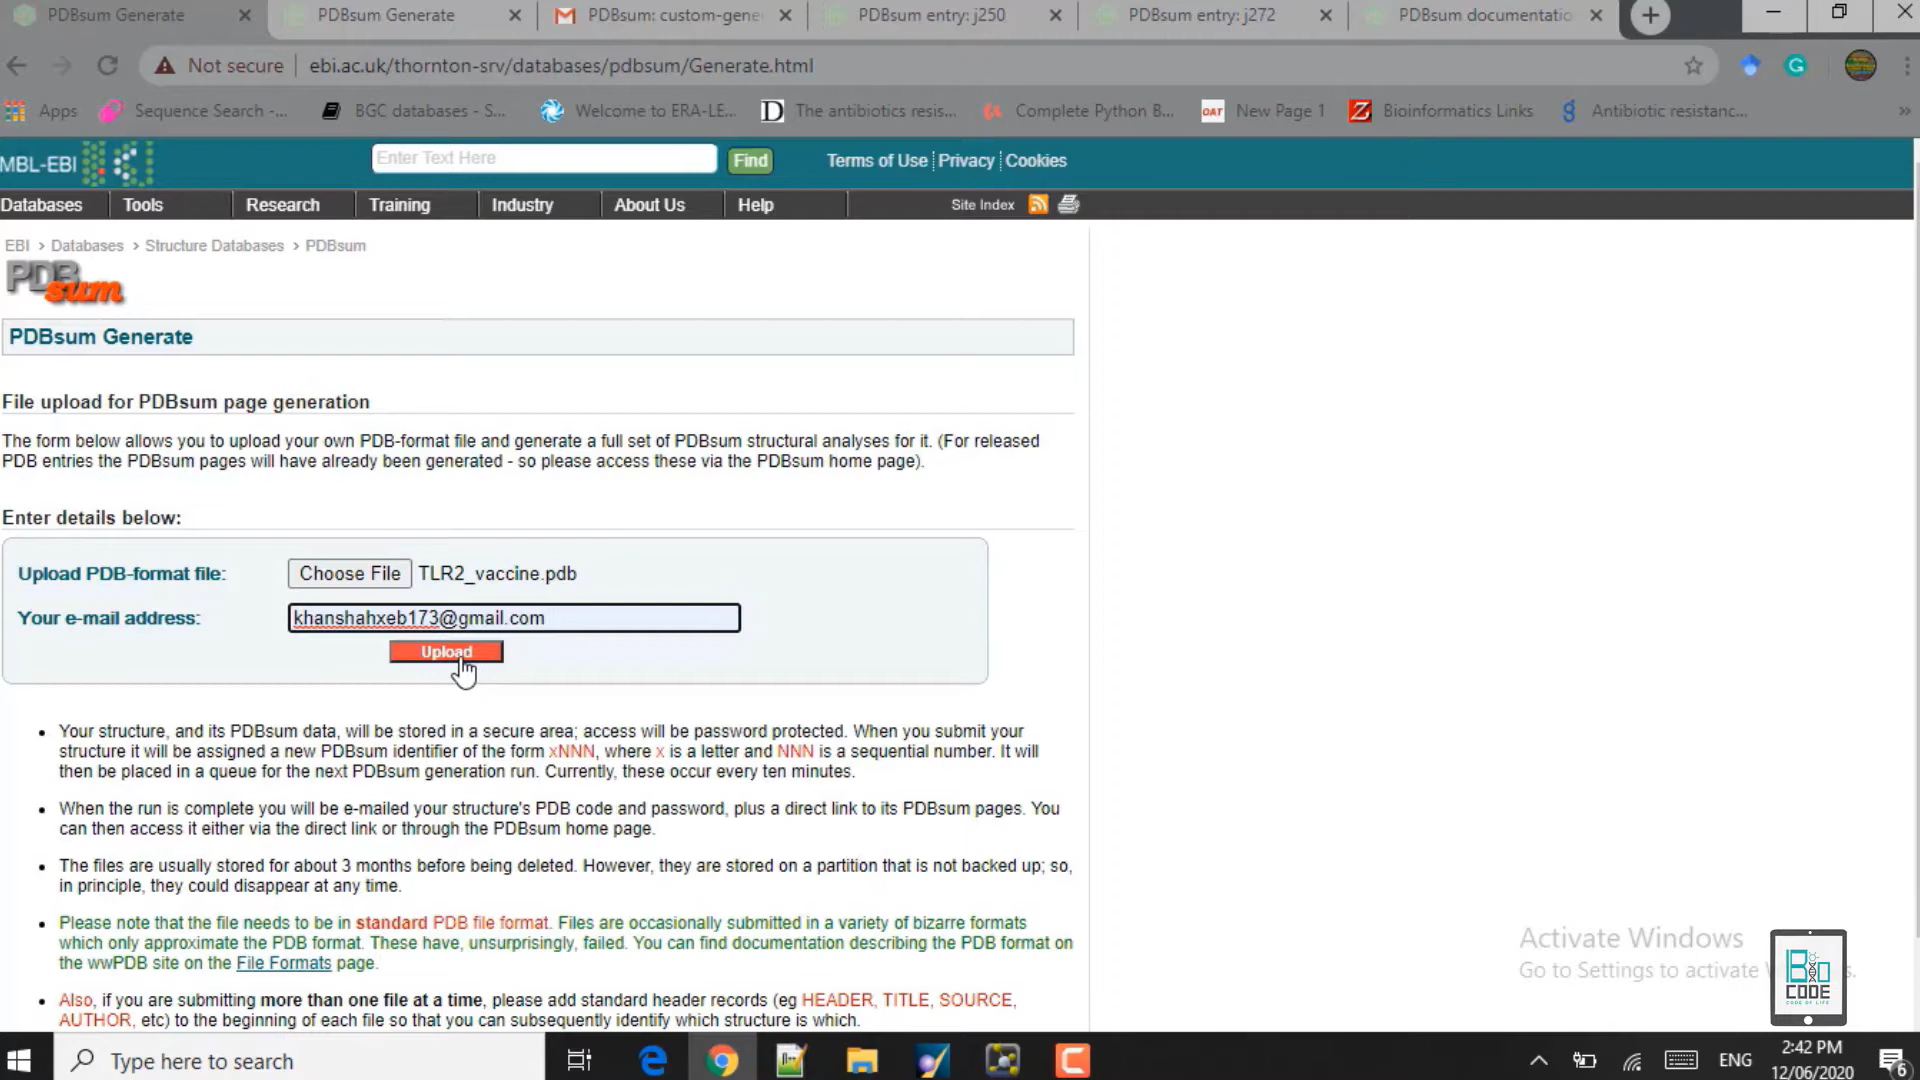 PDBsum Generate
PDBsum Generate
PDBsum: custom-gene
PDBsum entry: j250
PDBsum entry: j272
PDBsum documentatio
Not secure
ebi.ac.uk/thornton-srv/databases/pdbsum/Generate.html
Apps
Sequence Search -...
BGC databases - S...
Welcome to ERA-LE...
The antibiotics resis...
Complete Python B...
OAT
New Page 1
Bioinformatics Links
Antibiotic resistanc...
MBL-EBI
Enter Text Here
Find
Terms of Use
Privacy
Cookies
Databases
Tools
Research
Training
Industry
About Us
Help
Site Index
EBI > Databases > Structure Databases > PDBsum
PDB
sum
PDBsum Generate
File upload for PDBsum page generation
The form below allows you to upload your own PDB-format file and generate a full set of PDBsum structural analyses for it. (For released
PDB entries the PDBsum pages will have already been generated - so please access these via the PDBsum home page).
Enter details below:
Upload PDB-format file:
Choose File TLR2_vaccine.pdb
Your e-mail address:
khanshahxeb173@gmail.com
Upload
• Your structure, and its PDBsum data, will be stored in a secure area; access will be password protected. When you submit your
structure it will be assigned a new PDBsum identifier of the form xNNN, where x is a letter and NNN is a sequential number. It will
then be placed in a queue for the next PDBsum generation run. Currently, these occur every ten minutes.
• When the run is complete you will be e-mailed your structure's PDB code and password, plus a direct link to its PDBsum pages. You
can then access it either via the direct link or through the PDBsum home page.
• The files are usually stored for about 3 months before being deleted. However, they are stored on a partition that is not backed up; so,
in principle, they could disappear at any time.
• Please note that the file needs to be in standard PDB file format. Files are occasionally submitted in a variety of bizarre formats
which only approximate the PDB format. These have, unsurprisingly, failed. You can find documentation describing the PDB format on
the wwPDB site on the File Formats page.
• Also, if you are submitting more than one file at a time, please add standard header records (eg HEADER, TITLE, SOURCE,
AUTHOR, etc) to the beginning of each file so that you can subsequently identify which structure is which.
Activate Windows
Go to Settings to activate
CODE
Type here to search
ENG
2:42 PM
12/06/2020
6